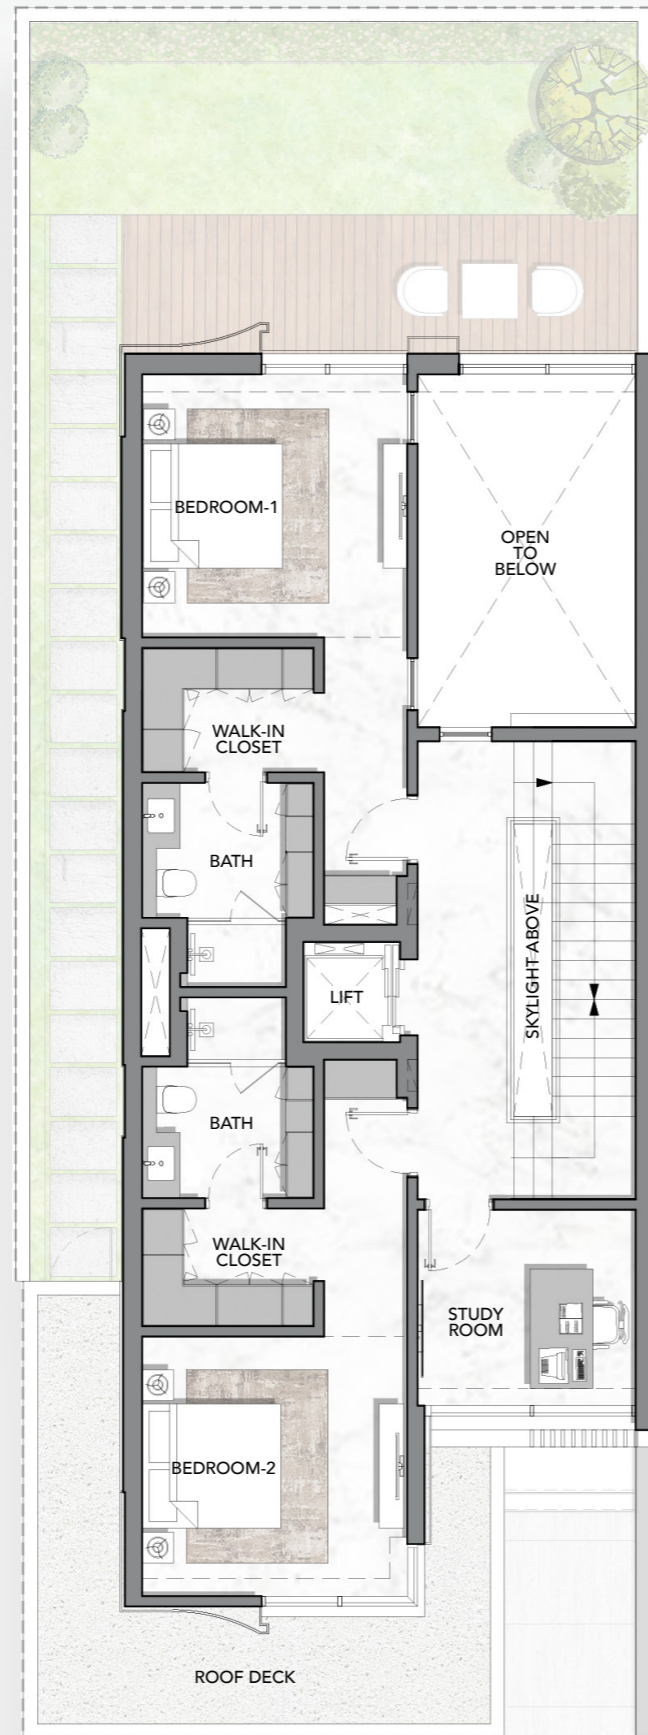 BEDROOM-1
OPEN
TO
BELOW
WALK-IN
CLOSET
BATH
SKYLIGHT ABOVE
LIFT
BATH
WALK-IN
CLOSET
STUDY
ROOM
BEDROOM-2
ROOF DECK